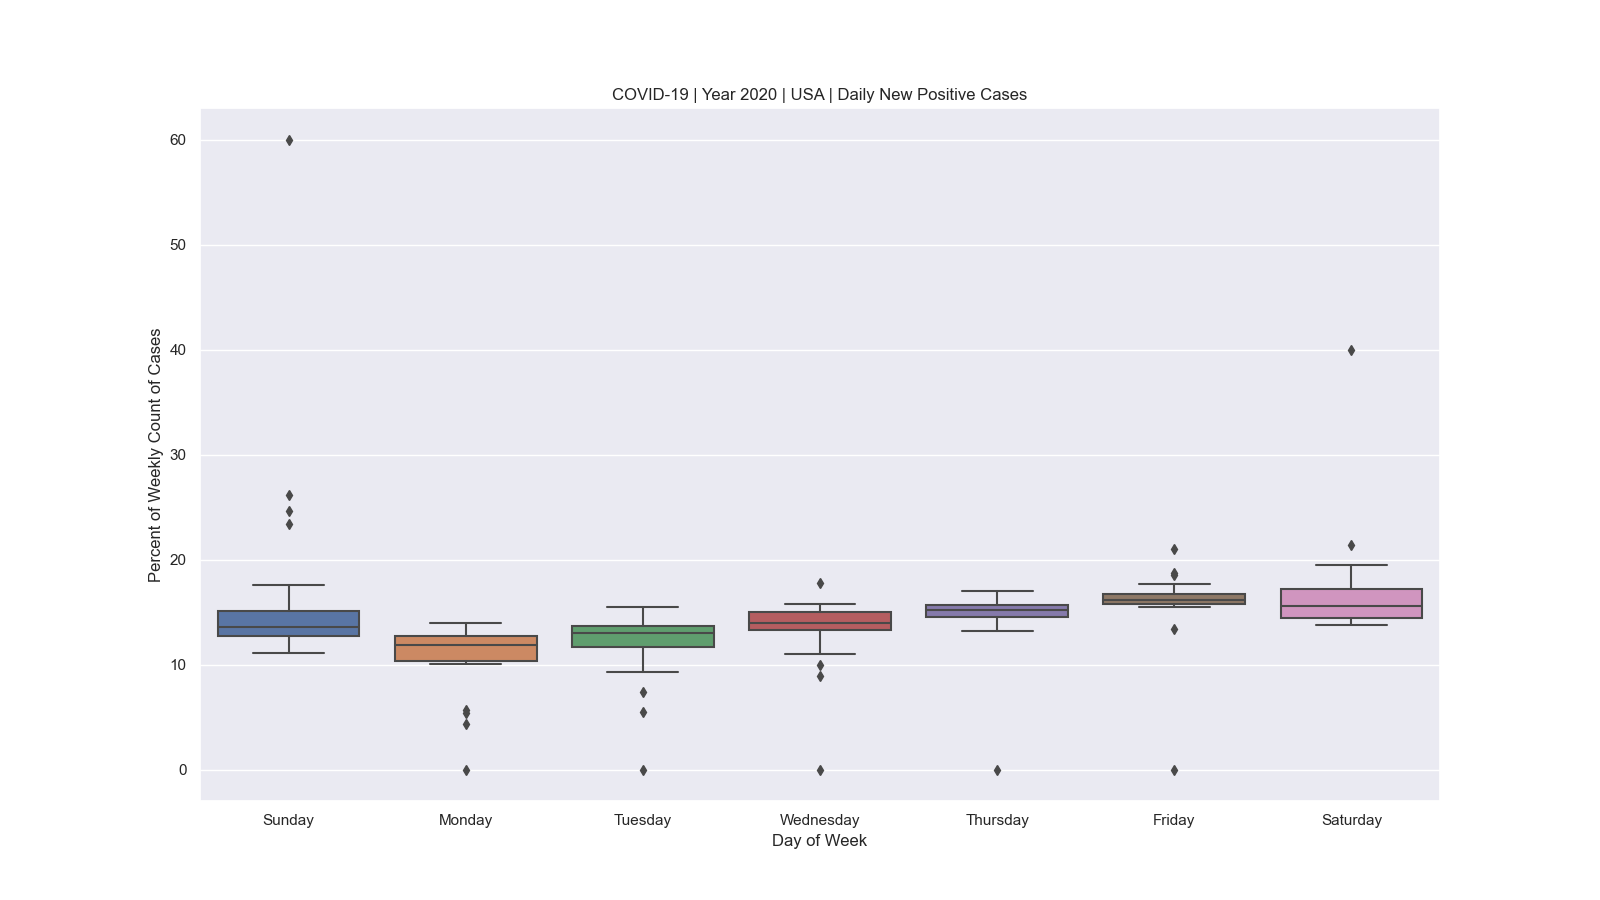 COVID-19 | Year 2020 | USA | Daily New Positive Cases
Percent of Weekly Count of Cases
60
50
40
30
20
10
0
Sunday Monday Tuesday Wednesday Thursday Friday Saturday
Day of Week